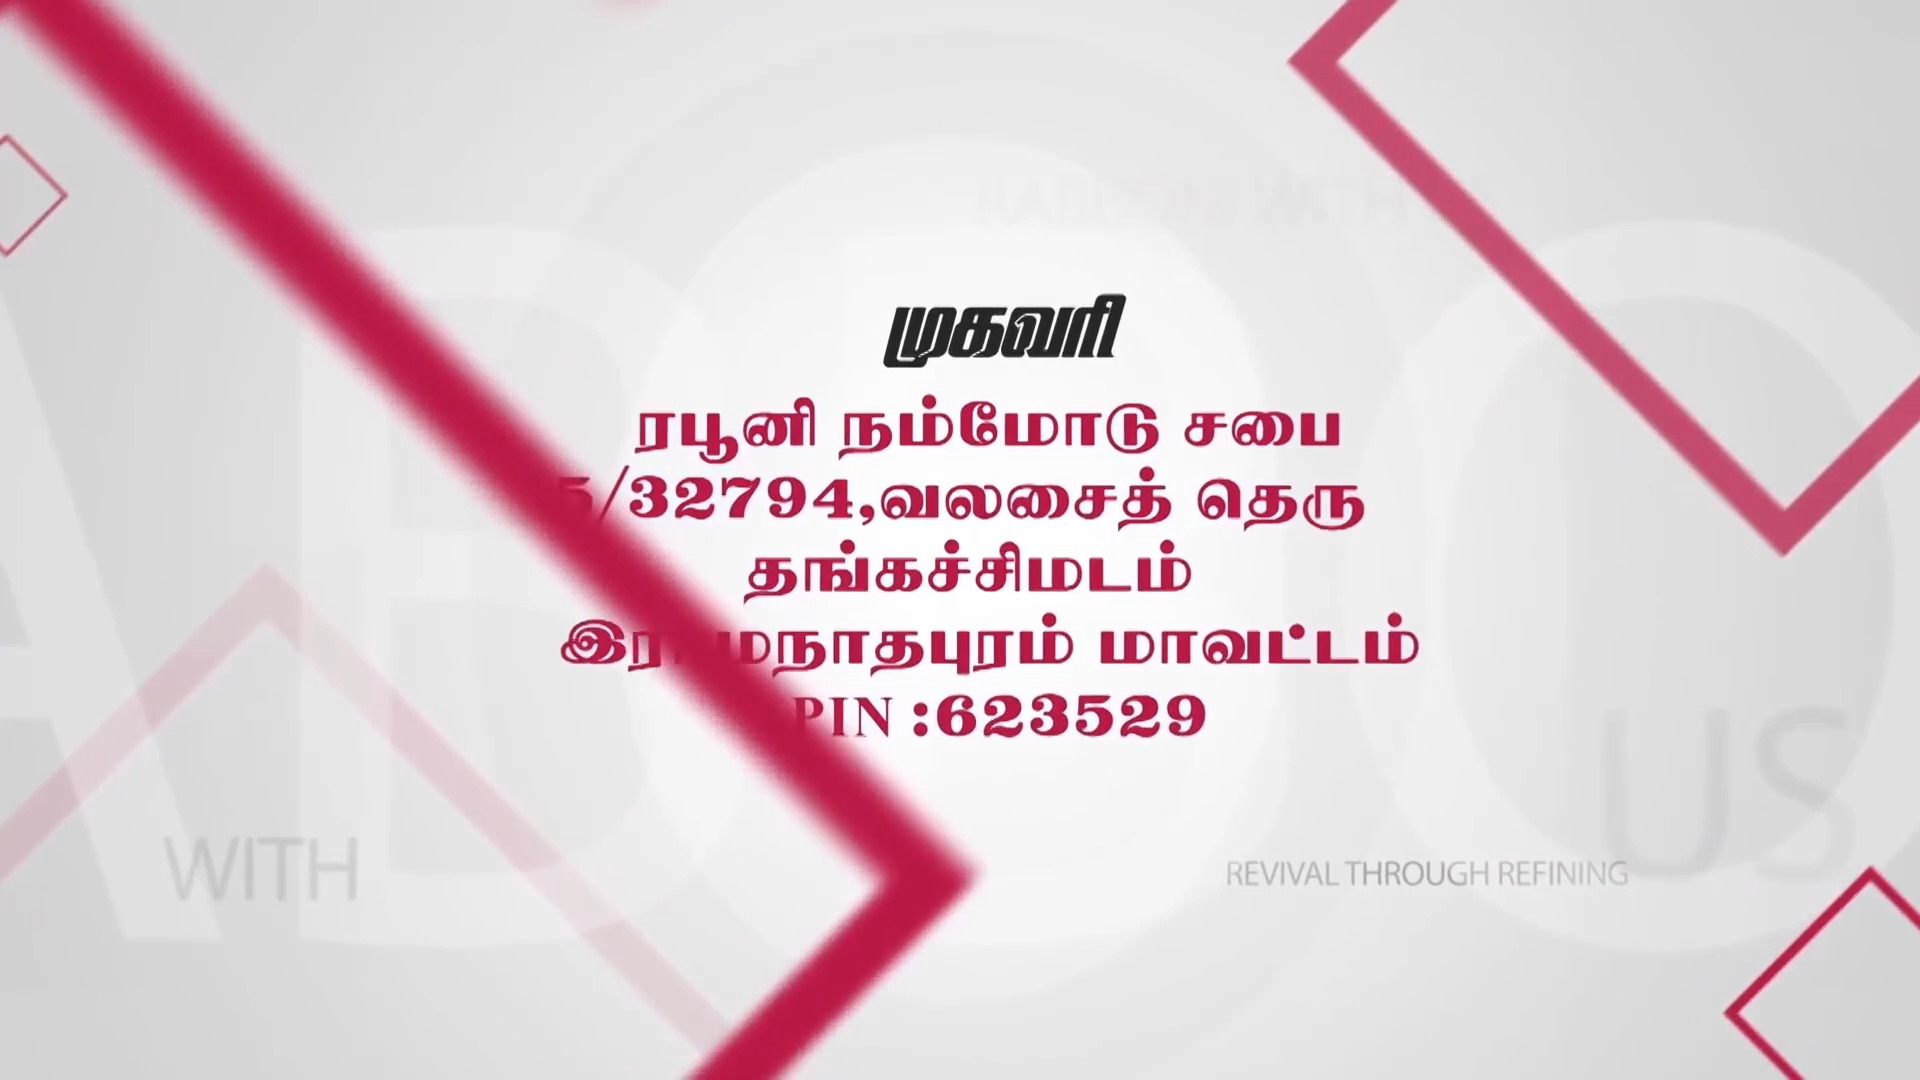 முகவரி
ரபூனி நம்மோடு சபை
5/32794,வலசைத் தெரு
தங்கச்சிமடம்
இராமநாதபுரம் மாவட்டம்
PIN :623529
WITH
US
REVIVAL THROUGH REFINING